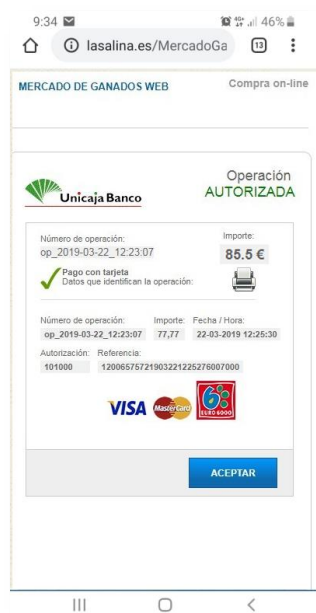 9:34 46%
lasalina.es/MercadoGa 13
MERCADO DE GANADOS WEB Compra on-line
Unicaja Banco
Operación
AUTORIZADA
Número de operación: Importe:
op_2019-03-22_12:23:07 85.5 €
Pago con tarjeta
Datos que identifican la operación:
Número de operación: Importe: Fecha / Hora:
op_2019-03-22_12:23:07 77,77 22-03-2019 12:25:30
Autorización: Referencia:
101000 120065757219032212252760​07000
VISA MasterCard EURO 6000
ACEPTAR